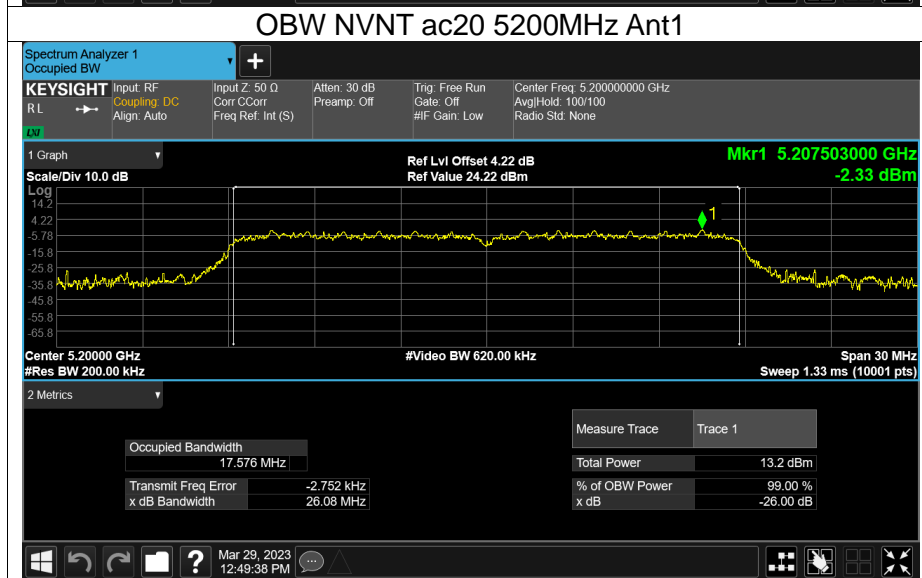 OBW NVNT ac20 5200MHz Ant1
Spectrum Analyzer 1
Occupied BW
+
KEYSIGHT Input: RF Input Z: 50 Ω Atten: 30 dB Trig: Free Run Center Freq: 5.200000000 GHz
RL Coupling: DC Corr CCorr Preamp: Off Gate: Off Avg|Hold: 100/100
Align: Auto Freq Ref: Int (S) #IF Gain: Low Radio Std: None
LXI
1 Graph Ref Lvl Offset 4.22 dB Mkr1 5.207503000 GHz
Scale/Div 10.0 dB Ref Value 24.22 dBm -2.33 dBm
Log
14.2
1
4.22
-5.78
-15.8
-25.8
-35.8
-45.8
-55.8
-65.8
Center 5.20000 GHz #Video BW 620.00 kHz Span 30 MHz
#Res BW 200.00 kHz Sweep 1.33 ms (10001 pts)
2 Metrics
Measure Trace Trace 1
Occupied Bandwidth
17.576 MHz Total Power 13.2 dBm
Transmit Freq Error -2.752 kHz % of OBW Power 99.00 %
x dB Bandwidth 26.08 MHz x dB -26.00 dB
? Mar 29, 2023
12:49:38 PM